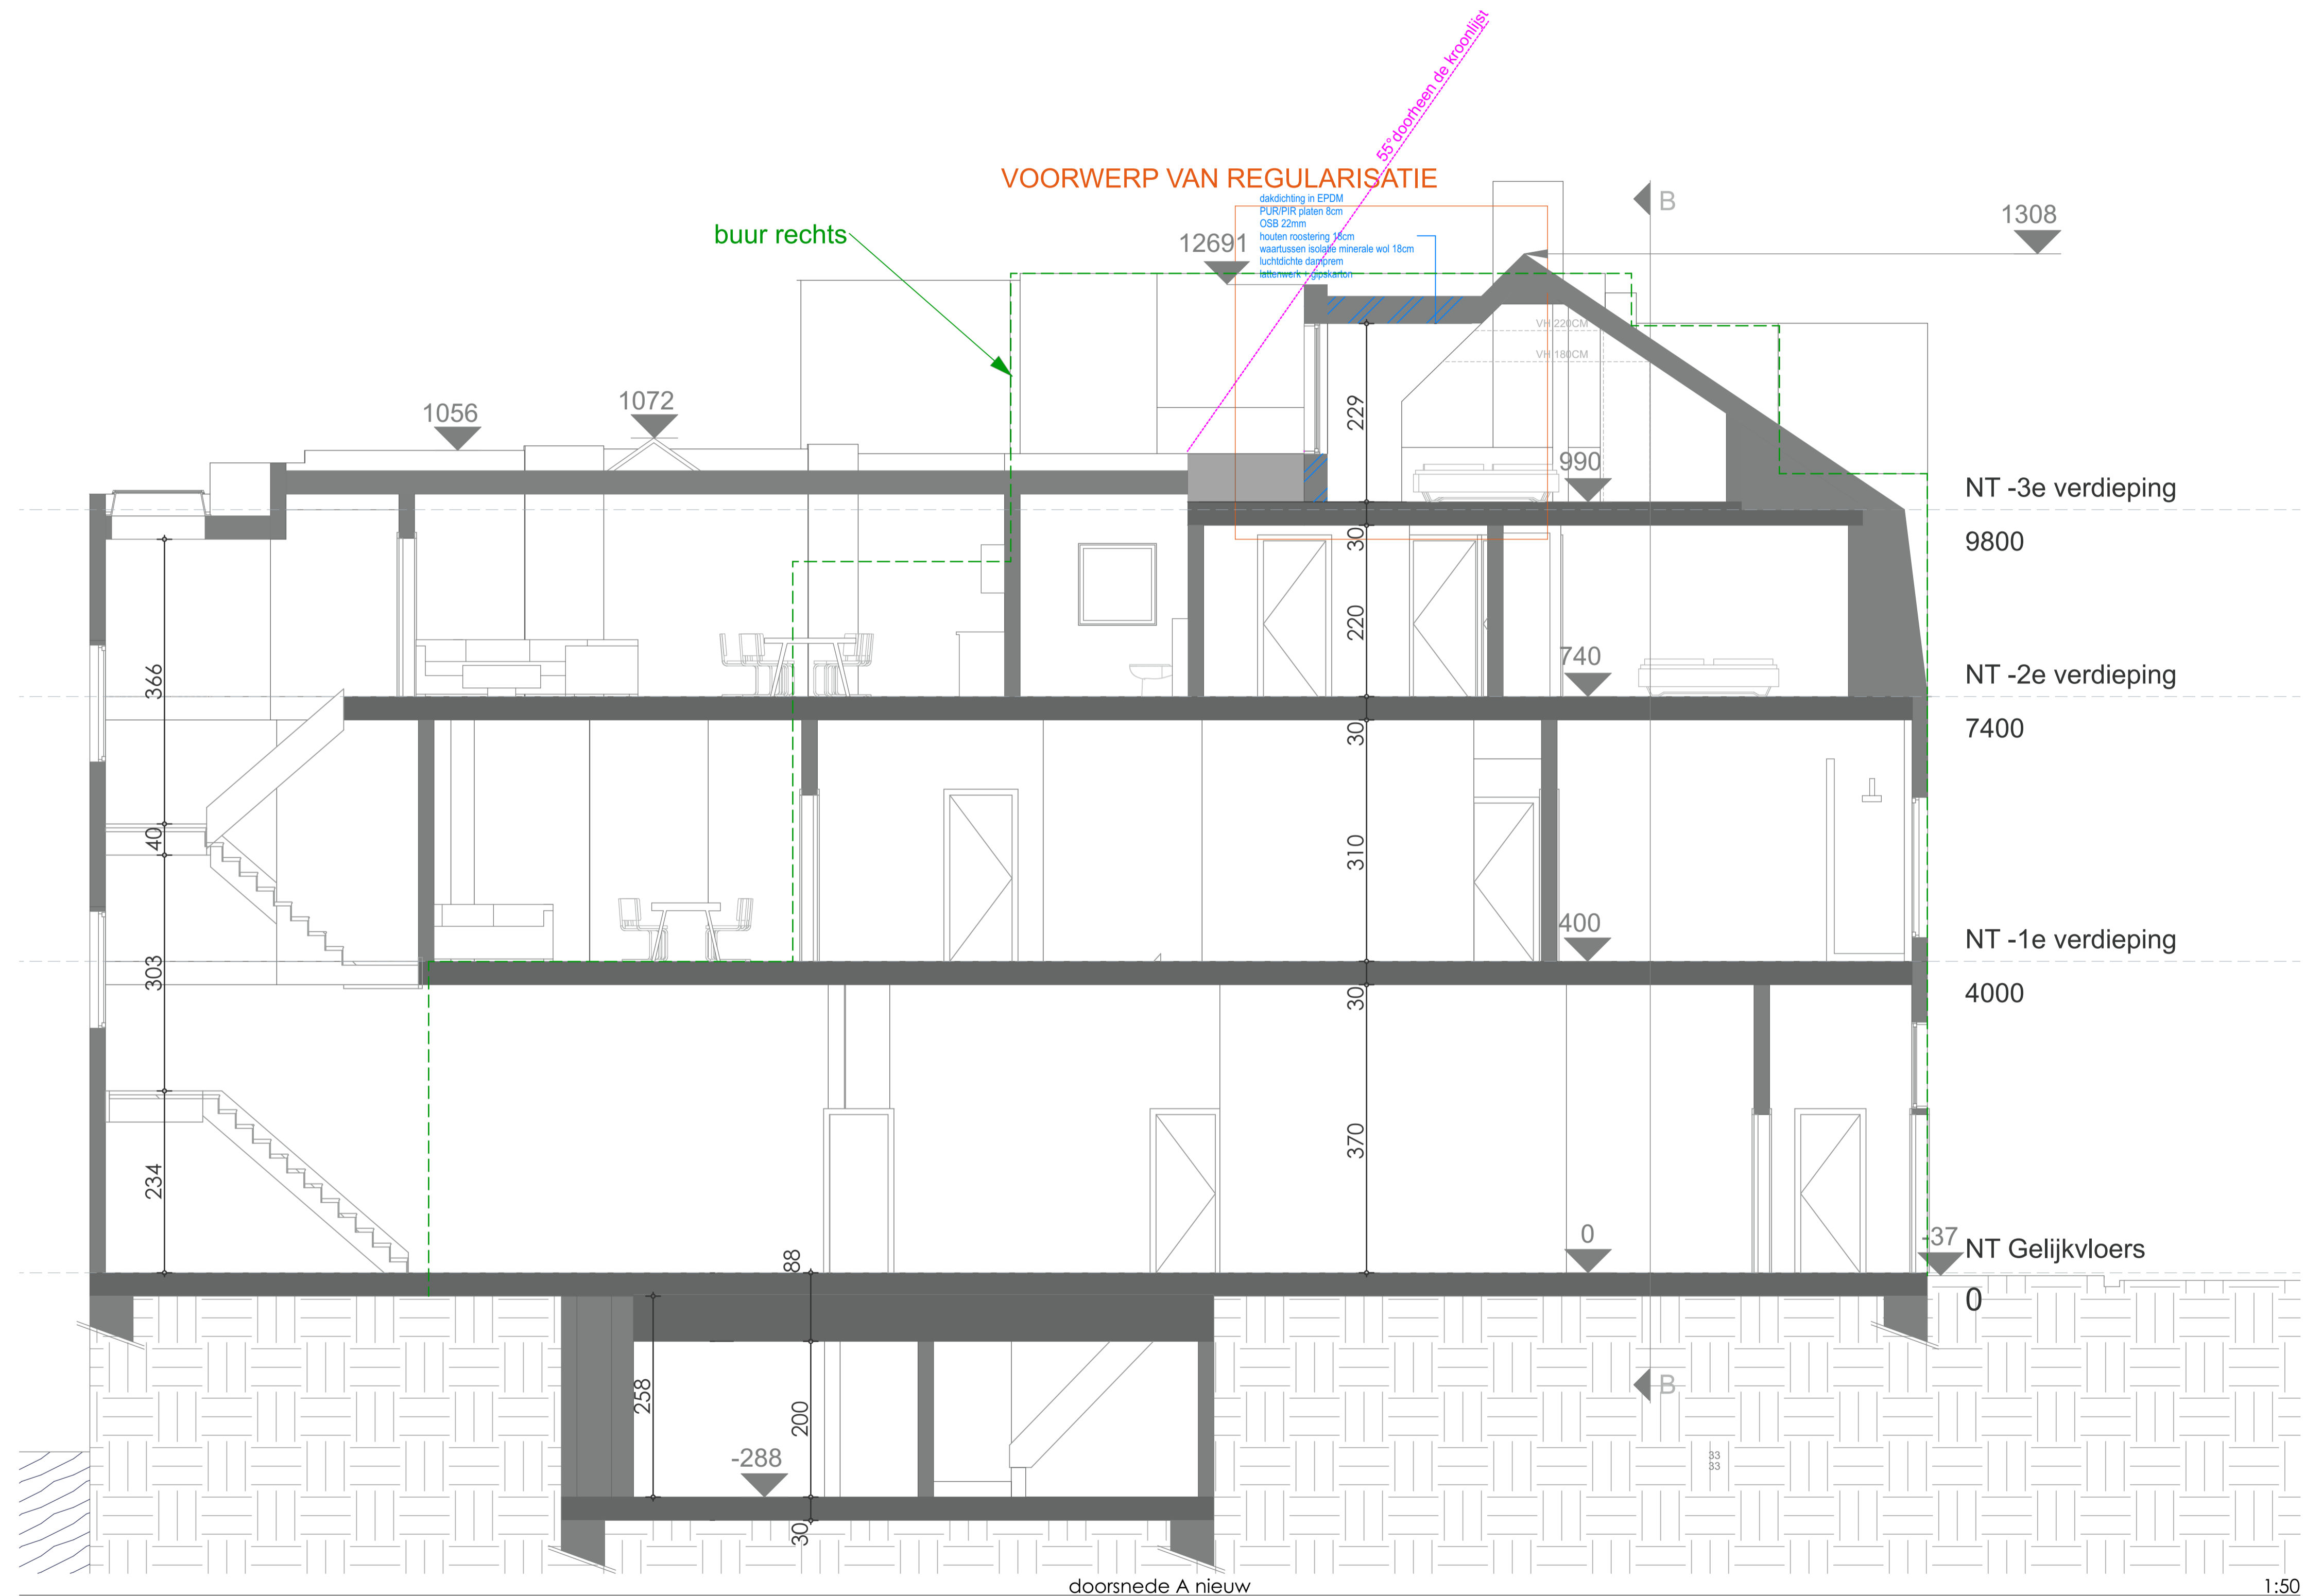 55°doorheen de kroonlijst
VOORWERP VAN REGULARISATIE
dakdichting in EPDM
PUR/PIR platen 8cm
OSB 22mm
houten roostering 18cm
waartussen isolatie minerale wol 18cm
luchtdichte damprem
lattenwerk + gipskarton
B
1308
buur rechts
12691
VH 220CM
VH 180CM
1056
1072
229
990
NT -3e verdieping
9800
30
220
366
740
NT -2e verdieping
7400
30
40
310
400
NT -1e verdieping
4000
303
30
370
234
88
0
-37
NT Gelijkvloers
0
258
200
B
-288
33
33
30
doorsnede A nieuw
1:50